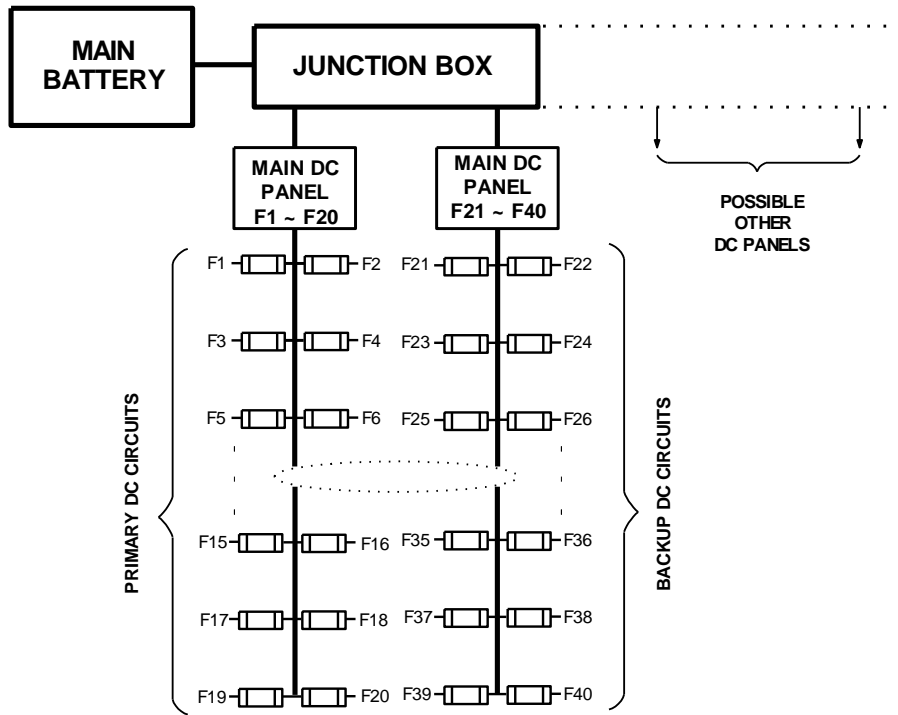 MAIN
BATTERY
JUNCTION BOX
MAIN DC
PANEL
F1 ~ F20
MAIN DC
PANEL
F21 ~ F40
POSSIBLE
OTHER
DC PANELS
PRIMARY DC CIRCUITS
F1 F2 F21 F22
F3 F4 F23 F24
F5 F6 F25 F26
F15 F16 F35 F36
F17 F18 F37 F38
F19 F20 F39 F40
BACKUP DC CIRCUITS